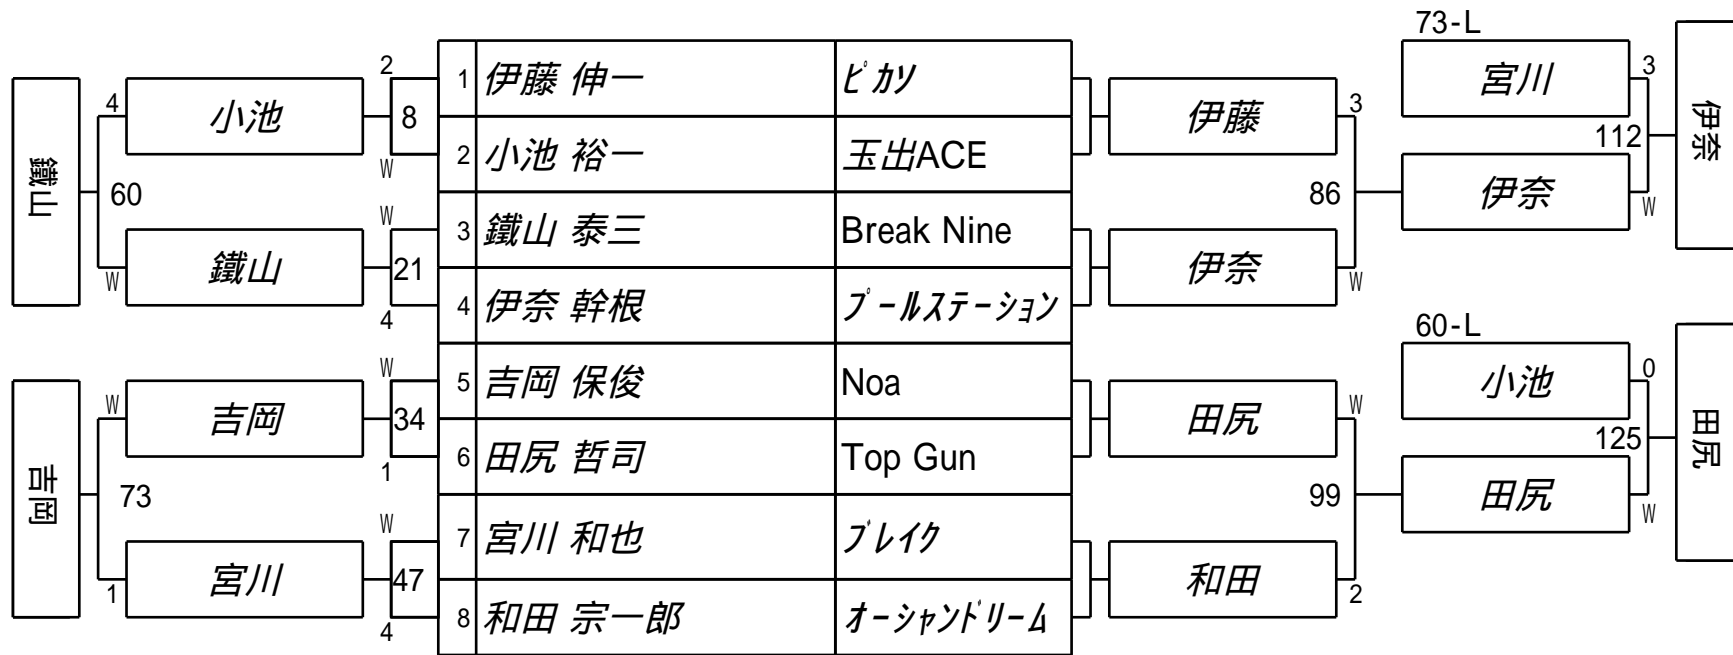 73-L
2
1 伊藤 伸一 ピカソ
宮川 3
4 小池 8
伊藤 3
伊奈
112
2 小池 裕一 玉出ACE
W
鐵山
60
86
伊奈 W
W
3 鐵山 泰三 Break Nine
W 鐵山 21
伊奈 W
4 伊奈 幹根 プールステーション
4
60-L
W
5 吉岡 保俊 Noa
小池 0
W 吉岡 34
田尻 W
田尻
125
6 田尻 哲司 Top Gun
1
吉岡
73
99
田尻 W
W
7 宮川 和也 ブレイク
1 宮川 47
和田 2
8 和田 宗一郎 オーシャンドリーム
4